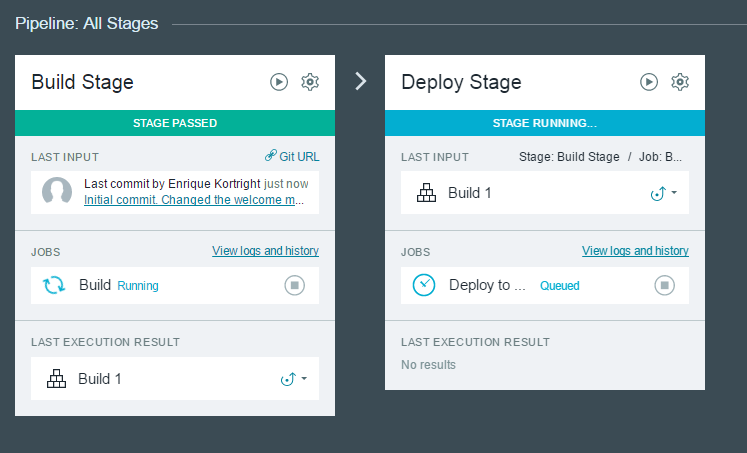 Pipeline: All Stages
Build Stage
STAGE PASSED
LAST INPUT Git URL
Last commit by Enrique Kortright just now
Initial commit. Changed the welcome m...
JOBS View logs and history
Build Running
LAST EXECUTION RESULT
Build 1
Deploy Stage
STAGE RUNNING...
LAST INPUT Stage: Build Stage / Job: B...
Build 1
JOBS View logs and history
Deploy to ... Queued
LAST EXECUTION RESULT
No results